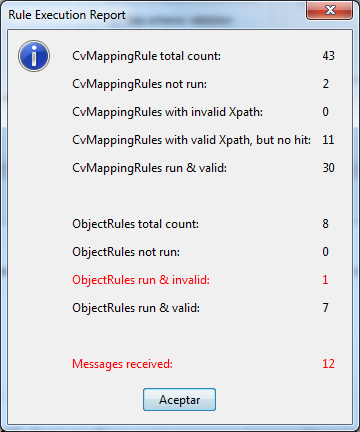 Rule Execution Report
CvMappingRule total count: 43
CvMappingRules not run: 2
CvMappingRules with invalid Xpath: 0
CvMappingRules with valid Xpath, but no hit: 11
CvMappingRules run & valid: 30
ObjectRules total count: 8
ObjectRules not run: 0
ObjectRules run & invalid: 1
ObjectRules run & valid: 7
Messages received: 12
Aceptar